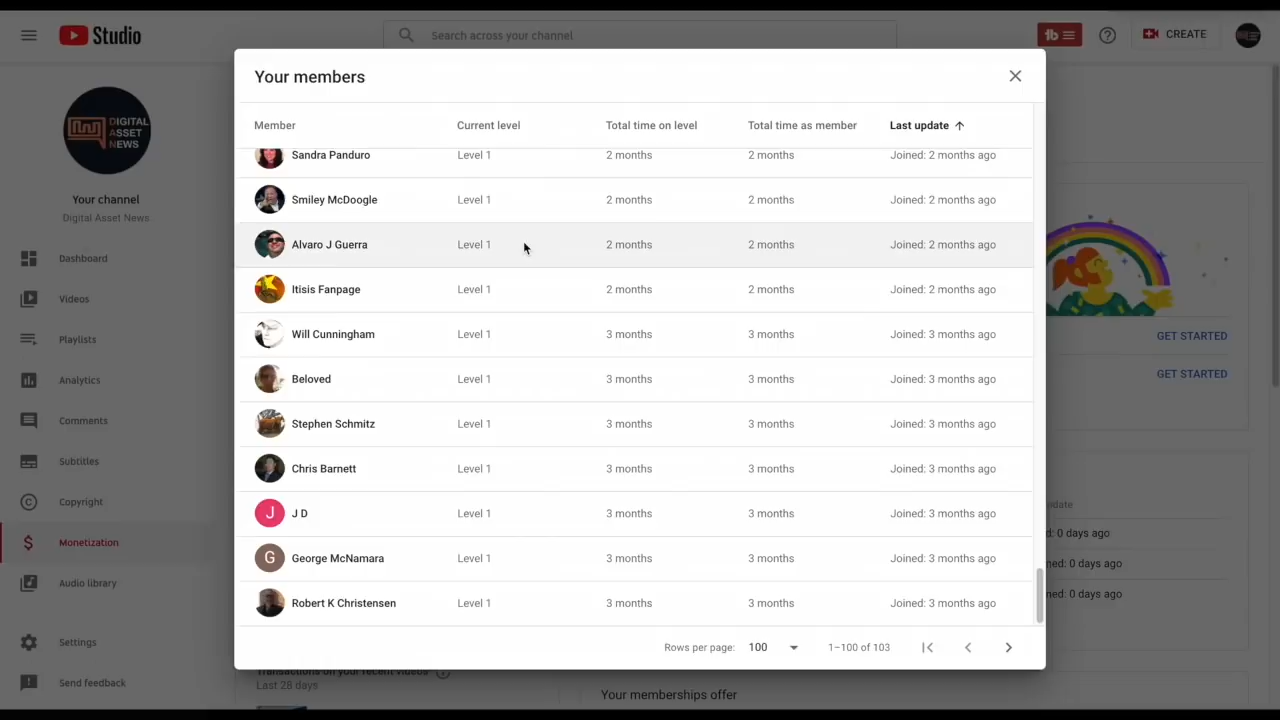 Studio
Search across your channel
CREATE
Your members
Member Current level Total time on level Total time as member Last update
DIGITAL
ASSET
NEWS
Sandra Panduro Level 1 2 months 2 months Joined: 2 months ago
Your channel
Smiley McDoogle Level 1 2 months 2 months Joined: 2 months ago
Digital Asset News
Alvaro J Guerra Level 1 2 months 2 months Joined: 2 months ago
Dashboard
Itisis Fanpage Level 1 2 months 2 months Joined: 2 months ago
Videos
Will Cunningham Level 1 3 months 3 months Joined: 3 months ago
GET STARTED
Playlists
GET STARTED
Beloved Level 1 3 months 3 months Joined: 3 months ago
Analytics
Comments
Stephen Schmitz Level 1 3 months 3 months Joined: 3 months ago
Subtitles
Chris Barnett Level 1 3 months 3 months Joined: 3 months ago
Copyright
J
J D Level 1 3 months 3 months Joined: 3 months ago
d: 0 days ago
Monetization
G
George McNamara Level 1 3 months 3 months Joined: 3 months ago
ned: 0 days ago
Audio library
ned: 0 days ago
Robert K Christensen Level 1 3 months 3 months Joined: 3 months ago
Settings
Rows per page: 100 1–100 of 103
Transactions on your recent videos
Send feedback
Last 28 days
Your memberships offer